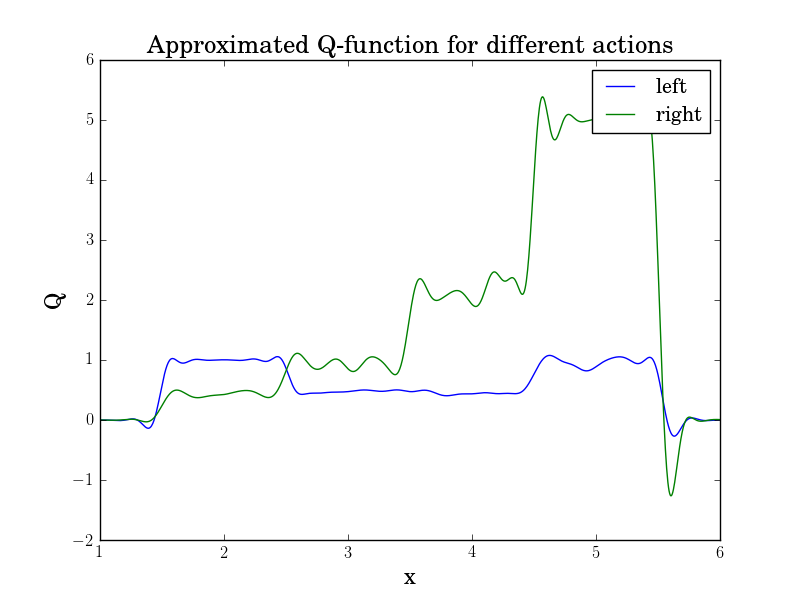 Approximated Q-function for different actions
left
right
6
5
4
3
2
1
0
−1
−2
Q
1 2 3 4 5 6
x